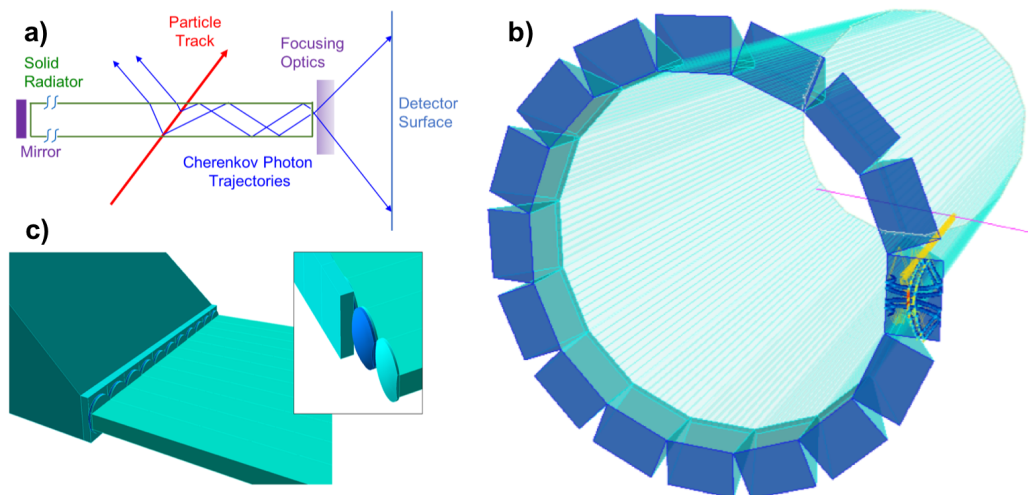 a)
Particle
Track
Focusing
Optics
Solid
Radiator
Detector
Surface
Mirror
Cherenkov Photon
Trajectories
b)
c)